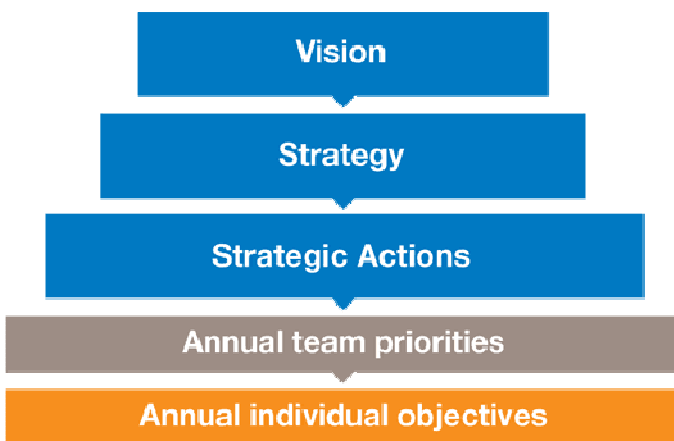 Vision
Strategy
Strategic Actions
Annual team priorities
Annual individual objectives